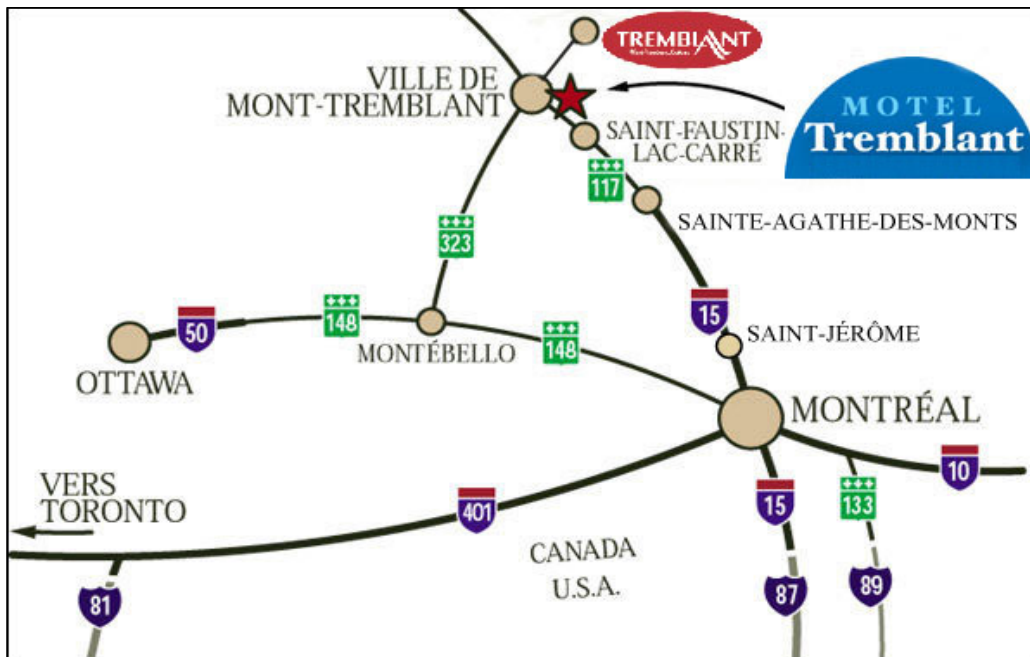 TREMBLANT
VILLE DE
MONT-TREMBLANT
MOTEL
Tremblant
SAINT-FAUSTIN-
LAC-CARRÉ
117
SAINTE-AGATHE-DES-MONTS
323
15
50
148
148
SAINT-JÉRÔME
MONTÉBELLO
OTTAWA
MONTRÉAL
VERS
TORONTO
401
15
133
10
CANADA
U.S.A.
81
87
89